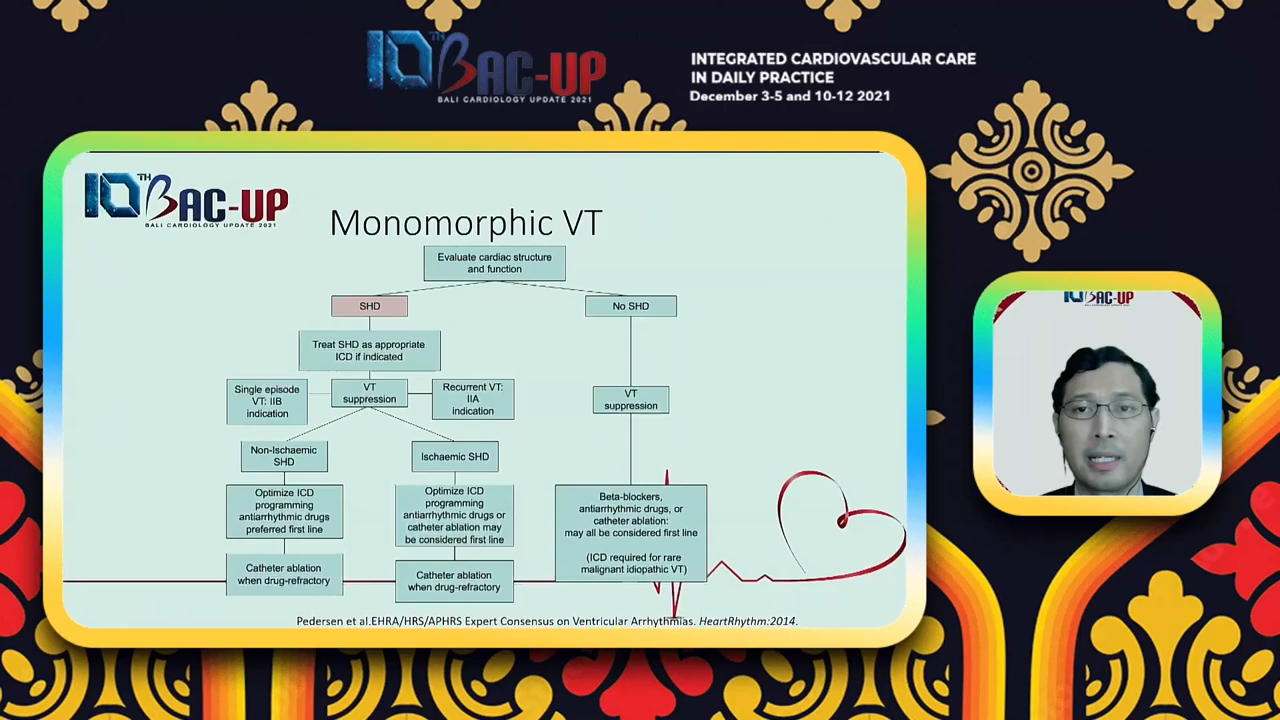 10TH BAC-UP
BALI CARDIOLOGY UPDATE 2021
INTEGRATED CARDIOVASCULAR CARE
IN DAILY PRACTICE
December 3-5 and 10-12 2021
10TH BAC-UP
BALI CARDIOLOGY UPDATE 2021
Monomorphic VT
Evaluate cardiac structure
and function
SHD
No SHD
Treat SHD as appropriate
ICD if indicated
Single episode
VT: IIB
indication
VT
suppression
Recurrent VT:
IIA
indication
VT
suppression
Non-Ischaemic
SHD
Ischaemic SHD
Optimize ICD
programming
antiarrhythmic drugs
preferred first line
Optimize ICD
programming
antiarrhythmic drugs or
catheter ablation may
be considered first line
Beta-blockers,
antiarrhythmic drugs, or
catheter ablation:
may all be considered first line
(ICD required for rare
malignant idiopathic VT)
Catheter ablation
when drug-refractory
Catheter ablation
when drug-refractory
Pedersen et al.EHRA/HRS/APHRS Expert Consensus on Ventricular Arrhythmias. HeartRhythm:2014.
10 BAC-UP